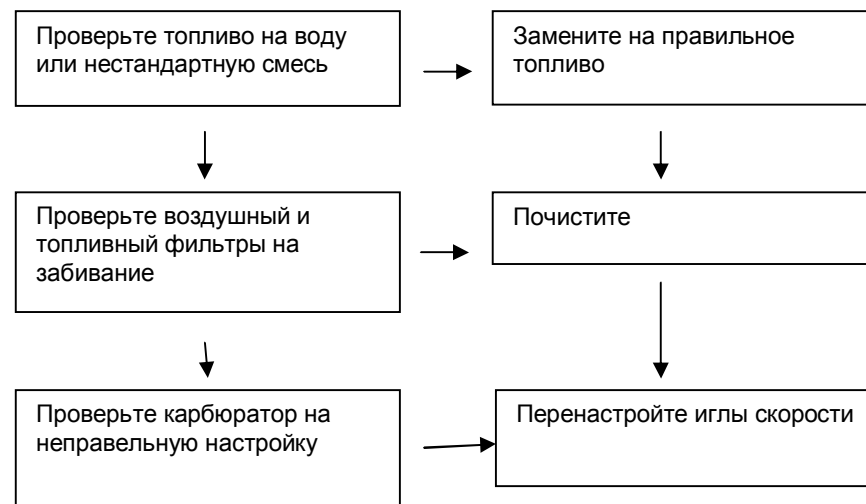 Проверьте топливо на воду
или нестандартную смесь
Замените на правильное
топливо
Проверьте воздушный и
топливный фильтры на
забивание
Почистите
Проверьте карбюратор на
неправельную настройку
Перенастройте иглы скорости